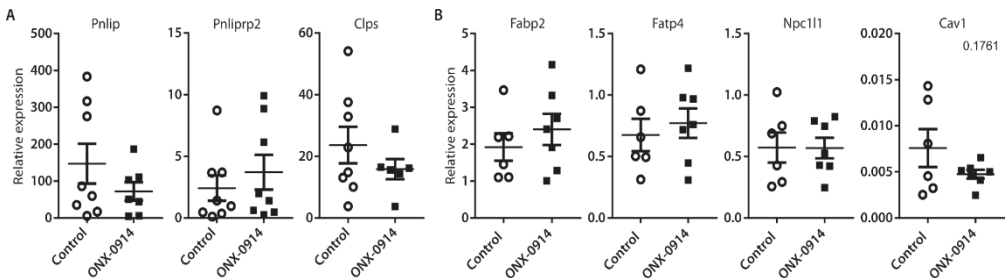 A
B
Pnlip
Pnliprp2
Clps
Fabp2
Fatp4
Npc1l1
Cav1
0.1761
Relative expression
500
400
300
200
100
0
Control
ONX-0914
15
10
5
0
Control
ONX-0914
80
60
40
20
0
Control
ONX-0914
Relative expression
5
4
3
2
1
0
Control
ONX-0914
1.5
1.0
0.5
0.0
Control
ONX-0914
1.5
1.0
0.5
0.0
Control
ONX-0914
0.020
0.015
0.010
0.005
0.000
Control
ONX-0914